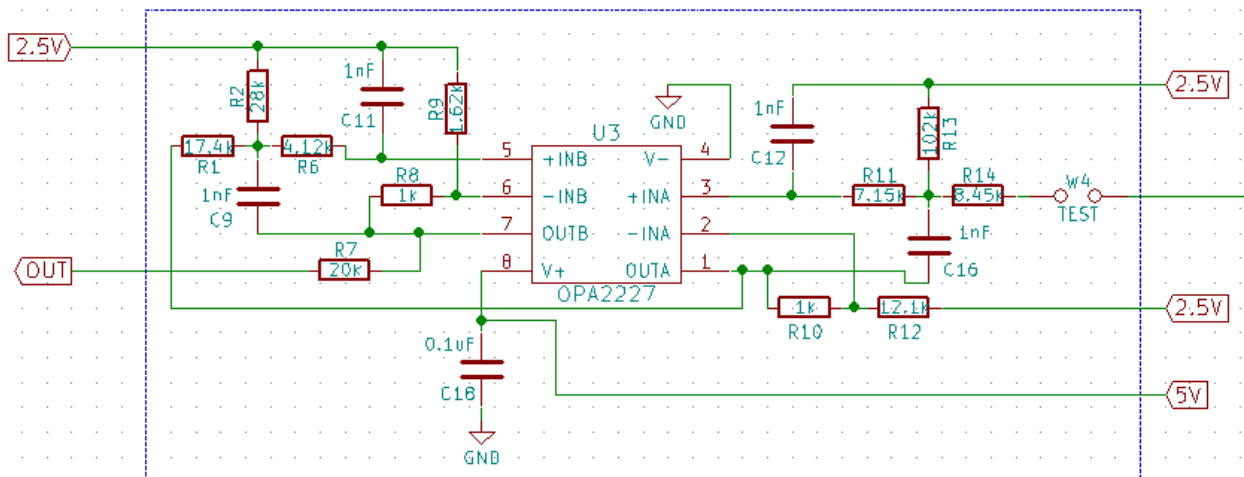 2.5V
R2
28k
1nF
C11
R9
1.62k
17.4k
R1
4.12k
R6
1nF
C9
R8
1k
R7
20k
OUT
U3
5
+INB
6
-INB
7
OUTB
8
V+
V-
4
+INA
3
-INA
2
OUTA
1
OPA2227
GND
1nF
C12
R13
102k
2.5V
R11
7.15k
R14
8.45k
W4
TEST
1nF
C16
1k
R10
12.1k
R12
2.5V
0.1uF
C18
GND
5V